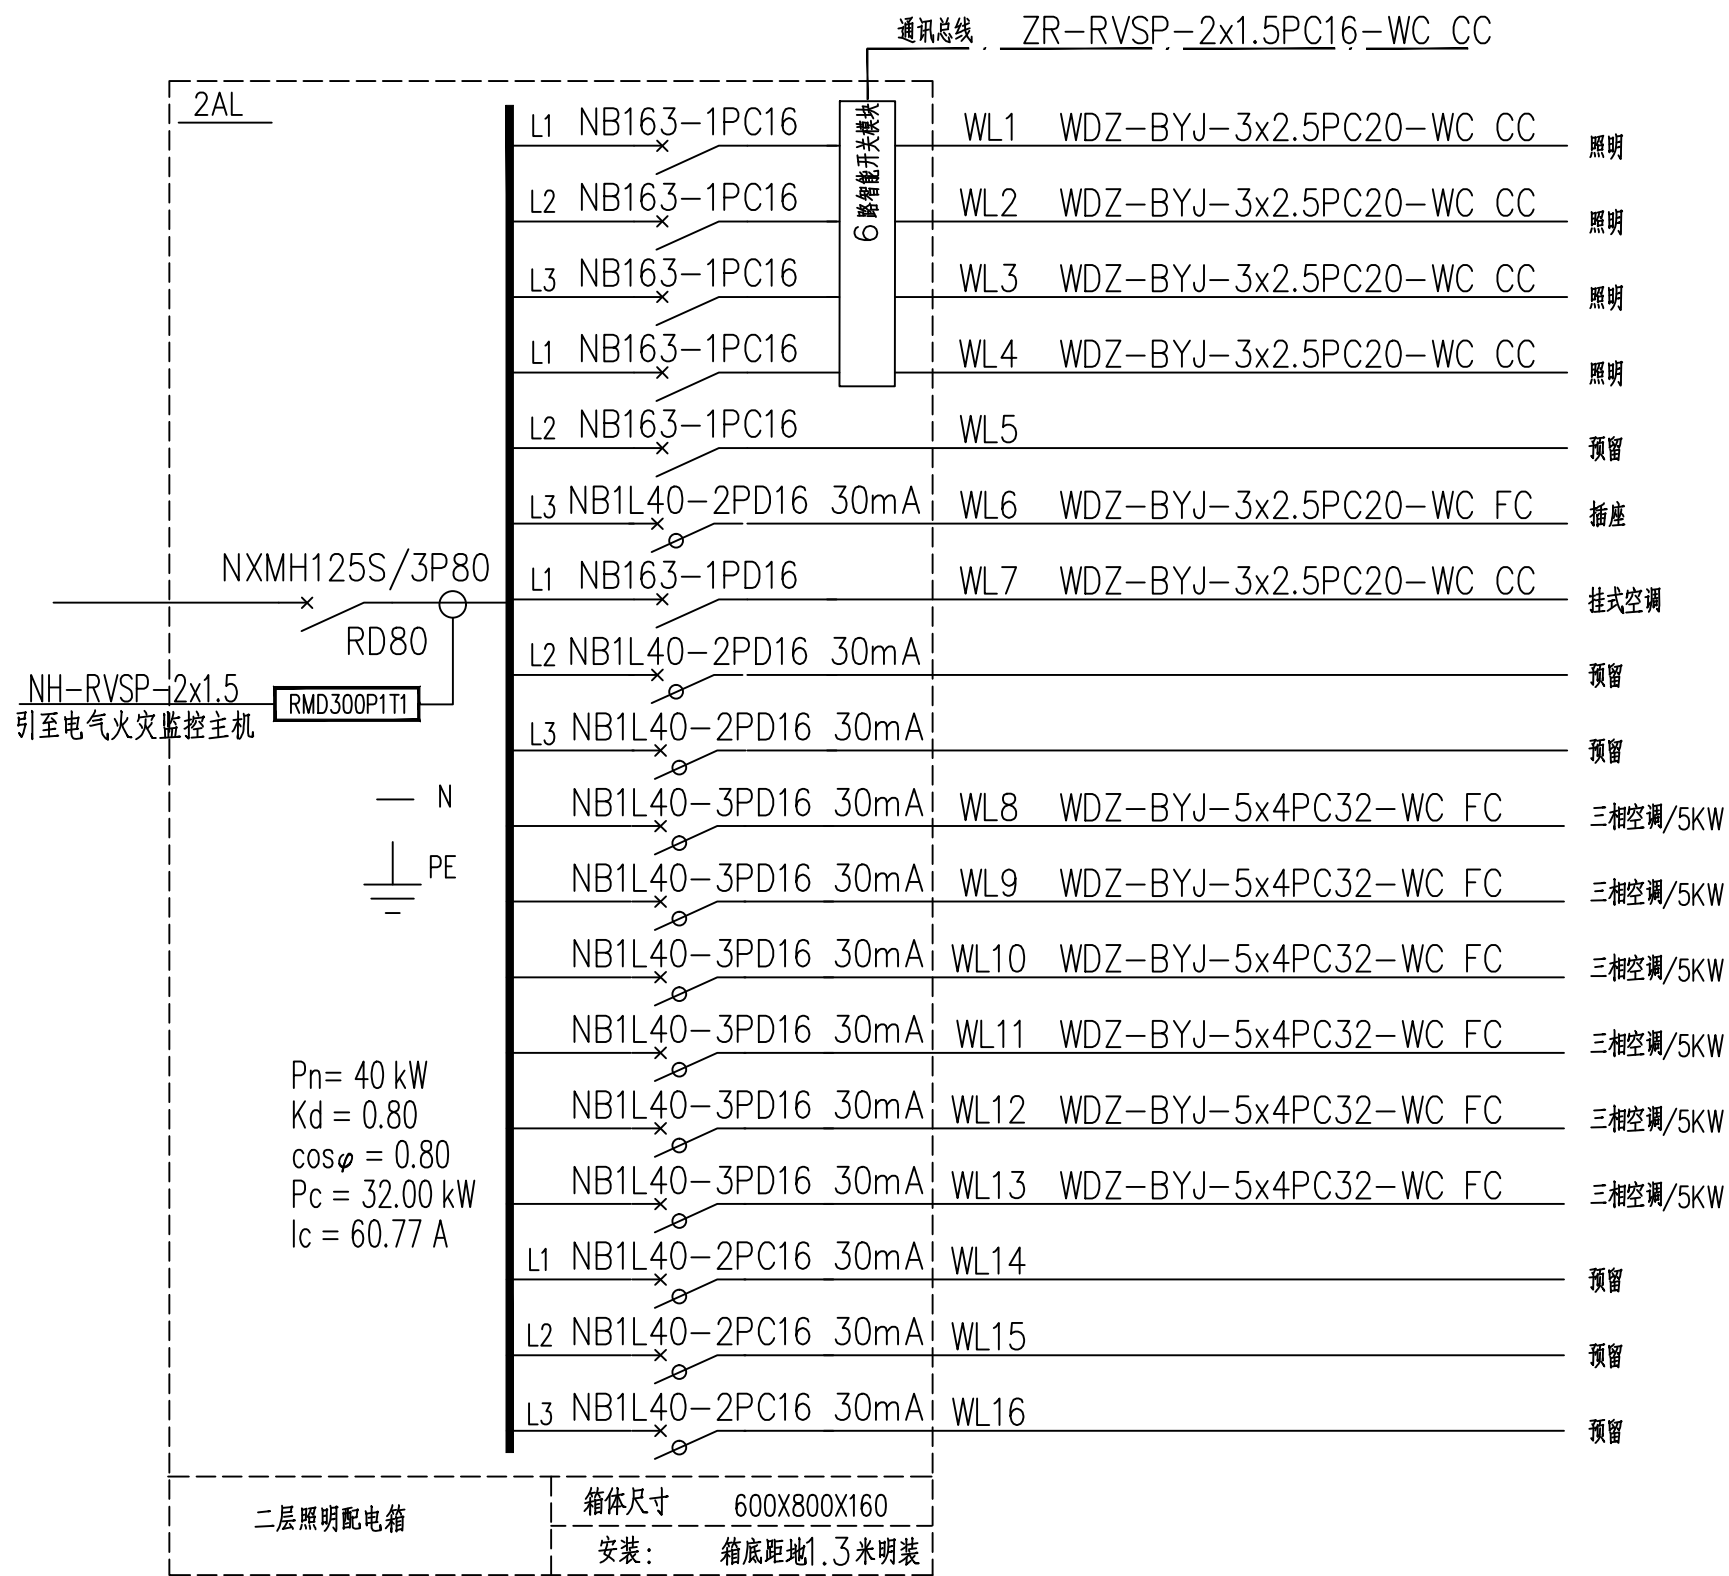 通讯总线 ZR-RVSP-2x1.5PC16-WC CC
2AL
6路智能开关模块
L1 NB163-1PC16 WL1 WDZ-BYJ-3x2.5PC20-WC CC 照明
L2 NB163-1PC16 WL2 WDZ-BYJ-3x2.5PC20-WC CC 照明
L3 NB163-1PC16 WL3 WDZ-BYJ-3x2.5PC20-WC CC 照明
L1 NB163-1PC16 WL4 WDZ-BYJ-3x2.5PC20-WC CC 照明
L2 NB163-1PC16 WL5 预留
L3 NB1L40-2PD16 30mA WL6 WDZ-BYJ-3x2.5PC20-WC FC 插座
NXMH125S/3P80
L1 NB163-1PD16 WL7 WDZ-BYJ-3x2.5PC20-WC CC 挂式空调
RD80
L2 NB1L40-2PD16 30mA 预留
NH-RVSP-2x1.5
RMD300P1T1
引至电气火灾监控主机
L3 NB1L40-2PD16 30mA 预留
N
NB1L40-3PD16 30mA WL8 WDZ-BYJ-5x4PC32-WC FC 三相空调/5KW
PE
NB1L40-3PD16 30mA WL9 WDZ-BYJ-5x4PC32-WC FC 三相空调/5KW
NB1L40-3PD16 30mA WL10 WDZ-BYJ-5x4PC32-WC FC 三相空调/5KW
NB1L40-3PD16 30mA WL11 WDZ-BYJ-5x4PC32-WC FC 三相空调/5KW
NB1L40-3PD16 30mA WL12 WDZ-BYJ-5x4PC32-WC FC 三相空调/5KW
NB1L40-3PD16 30mA WL13 WDZ-BYJ-5x4PC32-WC FC 三相空调/5KW
Pn= 40 kW
Kd = 0.80
cosφ = 0.80
Pc = 32.00 kW
Ic = 60.77 A
L1 NB1L40-2PC16 30mA WL14 预留
L2 NB1L40-2PC16 30mA WL15 预留
L3 NB1L40-2PC16 30mA WL16 预留
二层照明配电箱
箱体尺寸 600X800X160
安装: 箱底距地1.3米明装